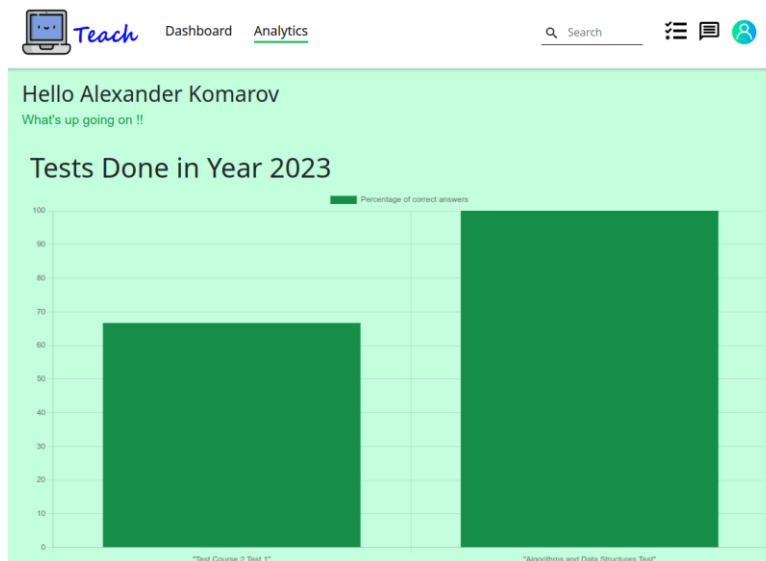 Teach Dashboard Analytics Search
Hello Alexander Komarov
What's up going on !!
Tests Done in Year 2023
Percentage of correct answers
100
90
80
70
60
50
40
30
20
10
0
"Test Course 2 Test 1" "Algorithms and Data Structures Test"